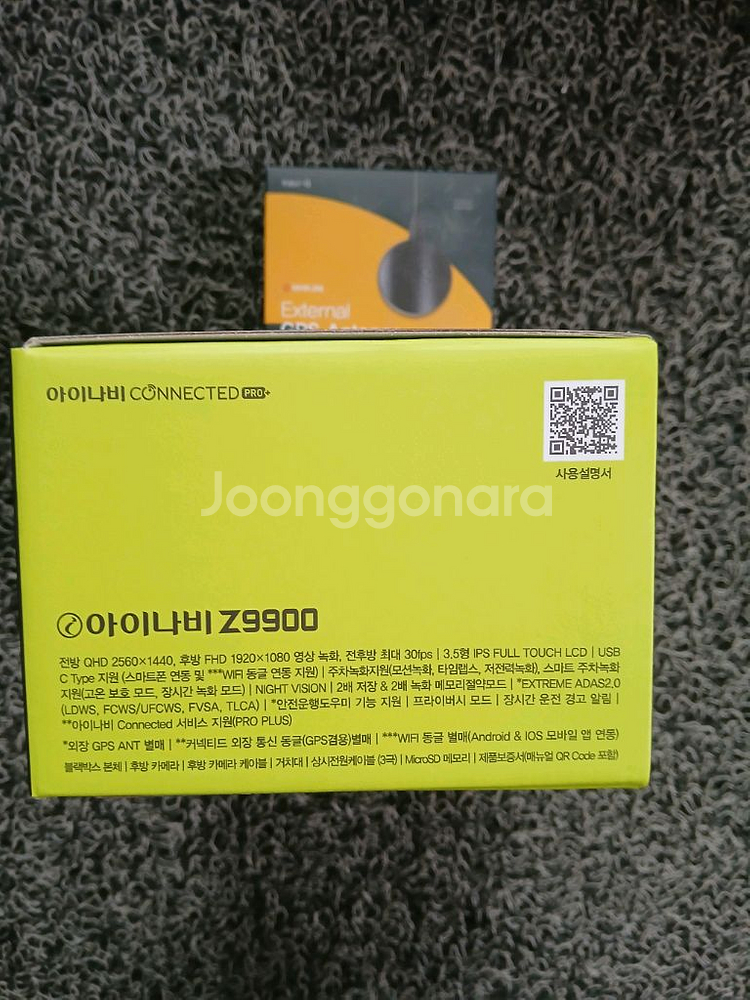 External
GPS Ante
아이나비 CONNECTED PRO+
사용설명서
Joonggonara
아이나비 Z9900
전방 QHD 2560×1440, 후방 FHD 1920×1080 영상 녹화, 전후방 최대 30fps | 3.5형 IPS FULL TOUCH LCD | USB
C Type 지원 (스마트폰 연동 및 ***WIFI 동글 연동 지원) | 주차녹화지원(모션녹화, 타임랩스, 저전력녹화), 스마트 주차녹화
지원(고온 보호 모드, 장시간 녹화 모드) | NIGHT VISION | 2배 저장 & 2배 녹화 메모리절약모드 | *EXTREME ADAS2.0
(LDWS, FCWS/UFCWS, FVSA, TLCA) | *안전운행도우미 기능 지원 | 프라이버시 모드 | 장시간 운전 경고 알림 |
**아이나비 Connected 서비스 지원(PRO PLUS)
*외장 GPS ANT 별매 | **커넥티드 외장 통신 동글(GPS겸용)별매 | ***WIFI 동글 별매(Android & IOS 모바일 앱 연동)
블랙박스 본체 | 후방 카메라 | 후방 카메라 케이블 | 거치대 | 상시전원케이블 (3극) | MicroSD 메모리 | 제품보증서(매뉴얼 QR Code 포함)